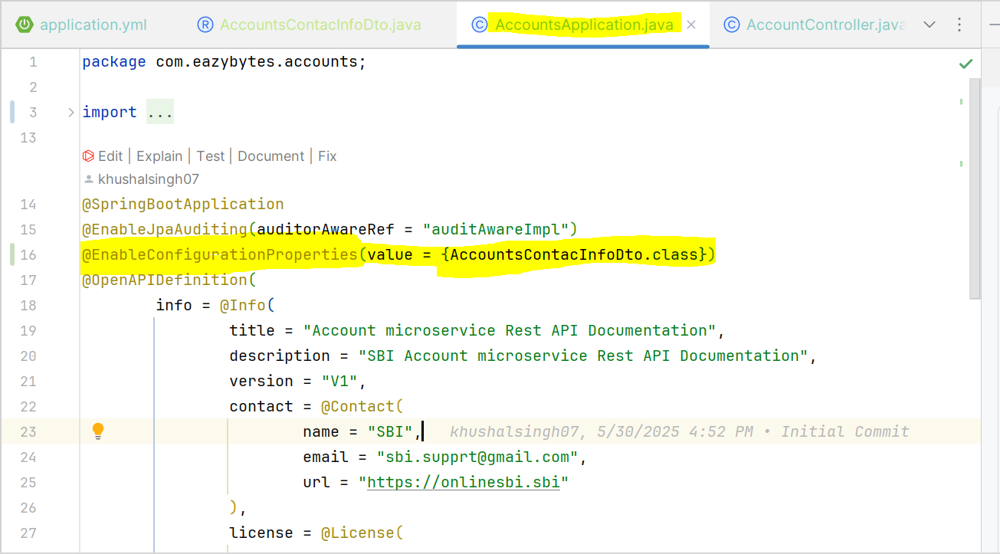 application.yml
AccountsContacInfoDto.java
AccountsApplication.java
AccountController.java
1 package com.eazybytes.accounts;
2
3 import ...
13
Edit | Explain | Test | Document | Fix
khushalsingh07
14 @SpringBootApplication
15 @EnableJpaAuditing(auditorAwareRef = "auditAwareImpl")
16 @EnableConfigurationProperties(value = {AccountsContacInfoDto.class})
17 @OpenAPIDefinition(
18 info = @Info(
19 title = "Account microservice Rest API Documentation",
20 description = "SBI Account microservice Rest API Documentation",
21 version = "V1",
22 contact = @Contact(
23 name = "SBI", khushalsingh07, 5/30/2025 4:52 PM • Initial Commit
24 email = "sbi.supprt@gmail.com",
25 url = "https://onlinesbi.sbi"
26 ),
27 license = @License(